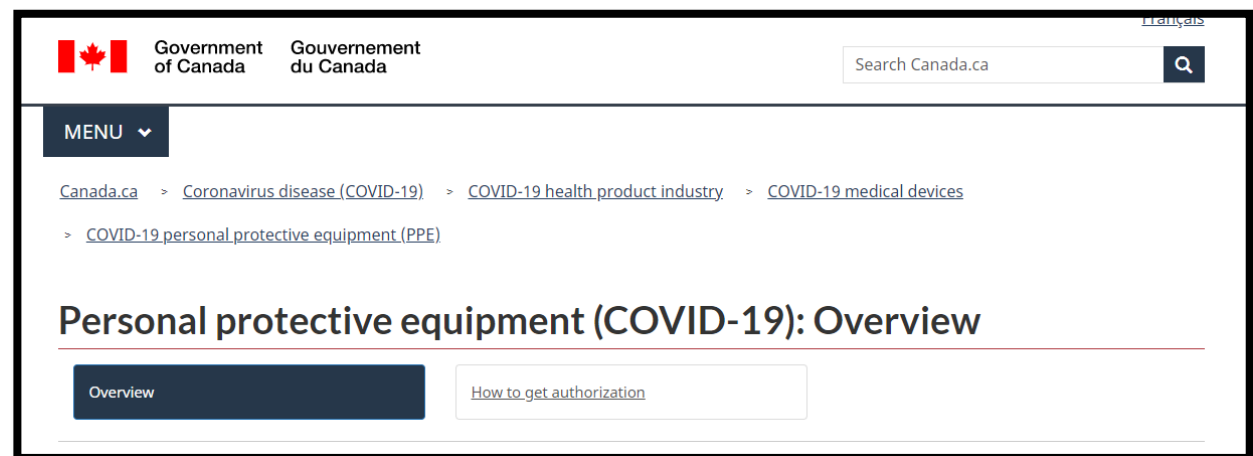 Français
Government of Canada
Gouvernement du Canada
Search Canada.ca
MENU
Canada.ca > Coronavirus disease (COVID-19) > COVID-19 health product industry > COVID-19 medical devices
> COVID-19 personal protective equipment (PPE)
Personal protective equipment (COVID-19): Overview
Overview
How to get authorization